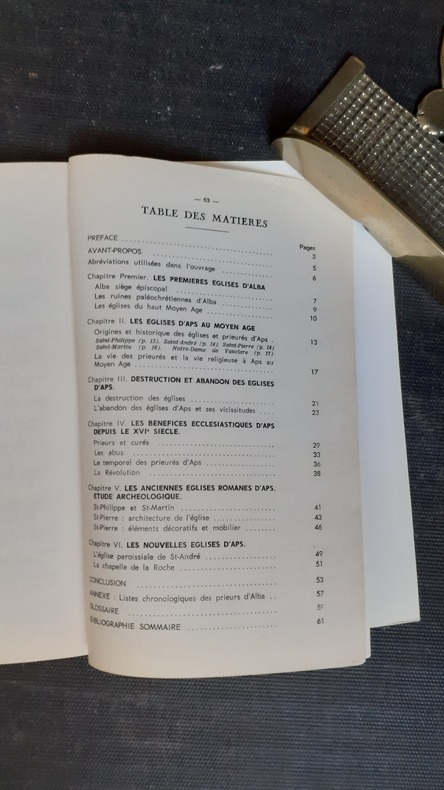 — 63 —
TABLE DES MATIERES
Pages
PREFACE ........ 3
AVANT-PROPOS ........ 5
Abréviations utilisées dans l'ouvrage ........ 6
Chapitre Premier. LES PREMIERES EGLISES D'ALBA
Alba siège épiscopal ........ 7
Les ruines paléochrétiennes d'Alba ........ 9
Les églises du haut Moyen Age ........ 10
Chapitre II. LES EGLISES D'APS AU MOYEN AGE
Origines et historique des églises et prieurés d'Aps . 13
Saint-Philippe (p. 13). Saint-André (p. 14). Saint-Pierre (p. 14)
Saint-Martin (p. 16). Notre-Dame de Vauclare (p. 17)
La vie des prieurés et la vie religieuse à Aps au
Moyen Age ........ 17
Chapitre III. DESTRUCTION ET ABANDON DES EGLISES
D'APS.
La destruction des églises ........ 21
L'abandon des églises d'Aps et ses vicissitudes .... 23
Chapitre IV. LES BENEFICES ECCLESIASTIQUES D'APS
DEPUIS LE XVIe SIECLE.
Prieurs et curés ........ 29
Les abus ........ 33
Le temporel des prieurés d'Aps ........ 36
La Révolution ........ 38
Chapitre V. LES ANCIENNES EGLISES ROMANES D'APS.
ETUDE ARCHEOLOGIQUE.
St-Philippe et St-Martin ........ 41
St-Pierre : architecture de l'église ........ 43
St-Pierre : éléments décoratifs et mobilier ........ 46
Chapitre VI. LES NOUVELLES EGLISES D'APS.
L'église paroissiale de St-André ........ 49
La chapelle de la Roche ........ 51
CONCLUSION ........ 53
ANNEXE : Listes chronologiques des prieurs d'Alba .. 57
GLOSSAIRE ........
BIBLIOGRAPHIE SOMMAIRE ........ 61